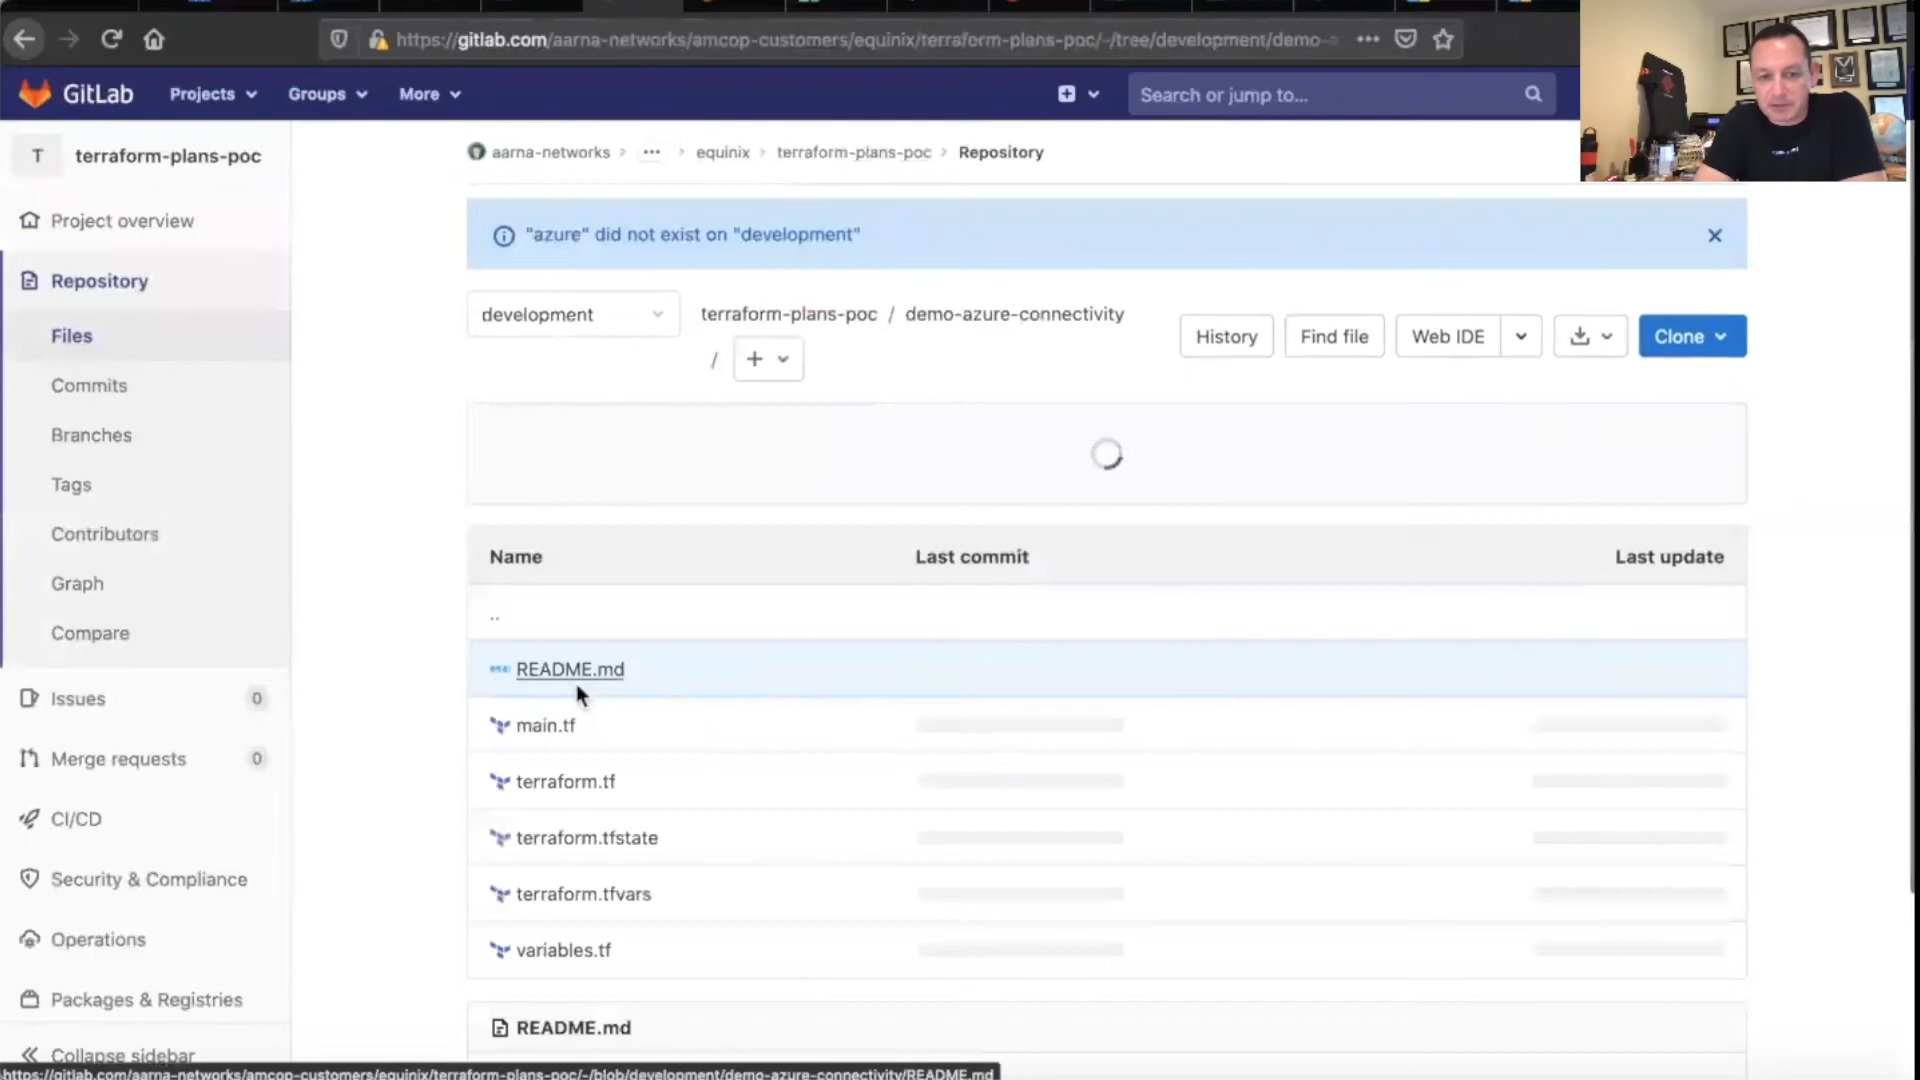 https://gitlab.com/aarna-networks/amcop-customers/equinix/terraform-plans-poc/-/tree/development/demo-
GitLab
Projects
Groups
More
Search or jump to...
T
terraform-plans-poc
aarna-networks > ... > equinix > terraform-plans-poc > Repository
Project overview
"azure" did not exist on "development"
Repository
development
terraform-plans-poc / demo-azure-connectivity
/ +
History
Find file
Web IDE
Clone
Files
Commits
Branches
Tags
Contributors
Graph
Compare
Name
Last commit
Last update
..
README.md
main.tf
terraform.tf
terraform.tfstate
terraform.tfvars
variables.tf
README.md
Issues 0
Merge requests 0
CI/CD
Security & Compliance
Operations
Packages & Registries
Collapse sidebar
https://gitlab.com/aarna-networks/amcop-customers/equinix/terraform-plans-poc/-/blob/development/demo-azure-connectivity/README.md